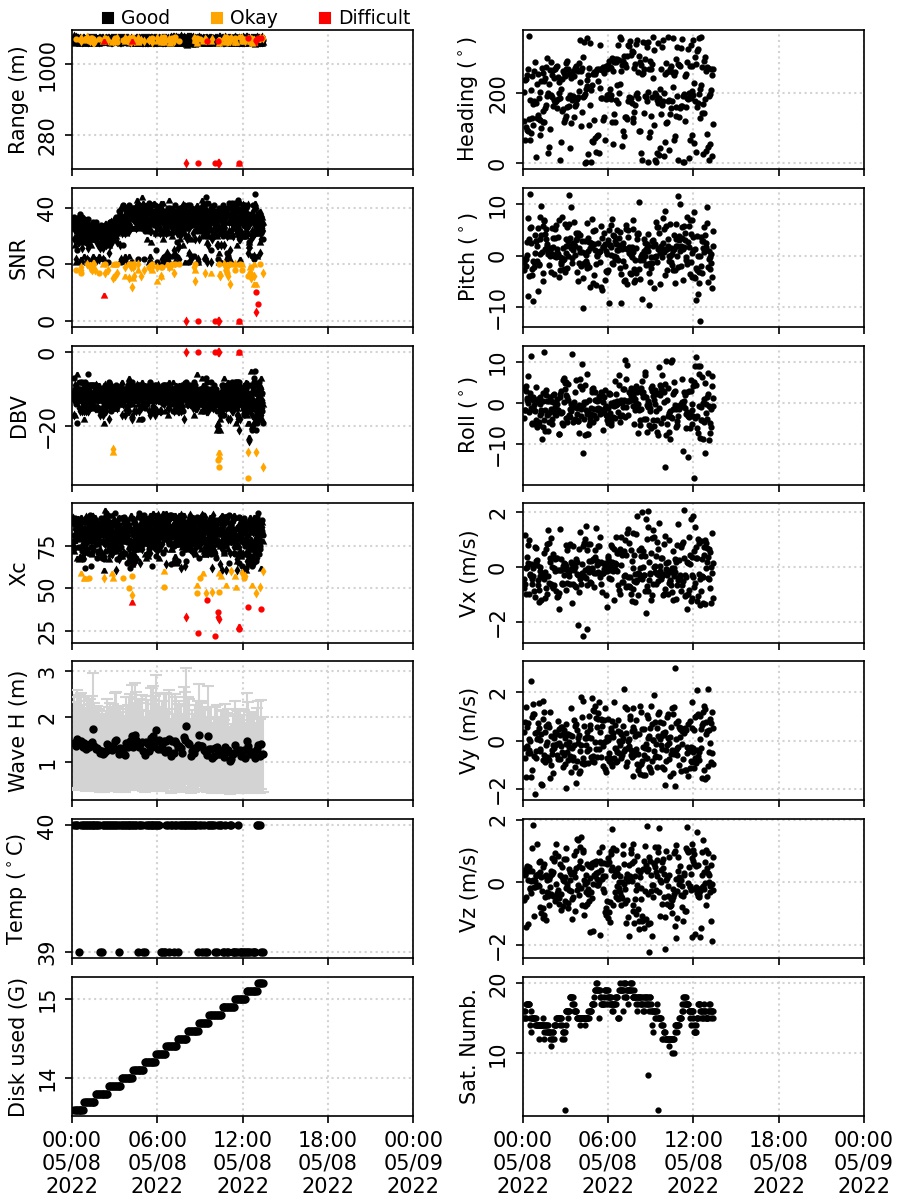 Good Okay Difficult
Range (m)
1000
280
Heading (°)
200
0
SNR
40
20
0
Pitch (°)
10
0
−10
DBV
0
−20
Roll (°)
10
0
−10
Xc
75
50
25
Vx (m/s)
2
0
−2
Wave H (m)
3
2
1
Vy (m/s)
2
0
−2
Temp (°C)
40
39
Vz (m/s)
2
0
−2
Disk used (G)
15
14
Sat. Numb.
20
10
00:00 06:00 12:00 18:00 00:00 00:00 06:00 12:00 18:00 00:00
05/08 05/08 05/08 05/08 05/09 05/08 05/08 05/08 05/08 05/09
2022 2022 2022 2022 2022 2022 2022 2022 2022 2022